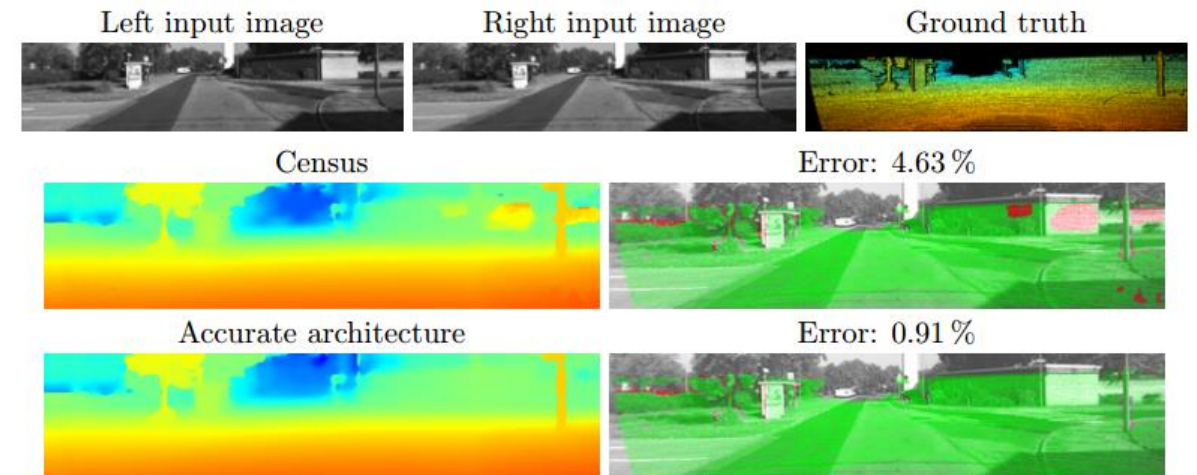 Left input image Right input image Ground truth
Census Error: 4.63 %
Accurate architecture Error: 0.91 %